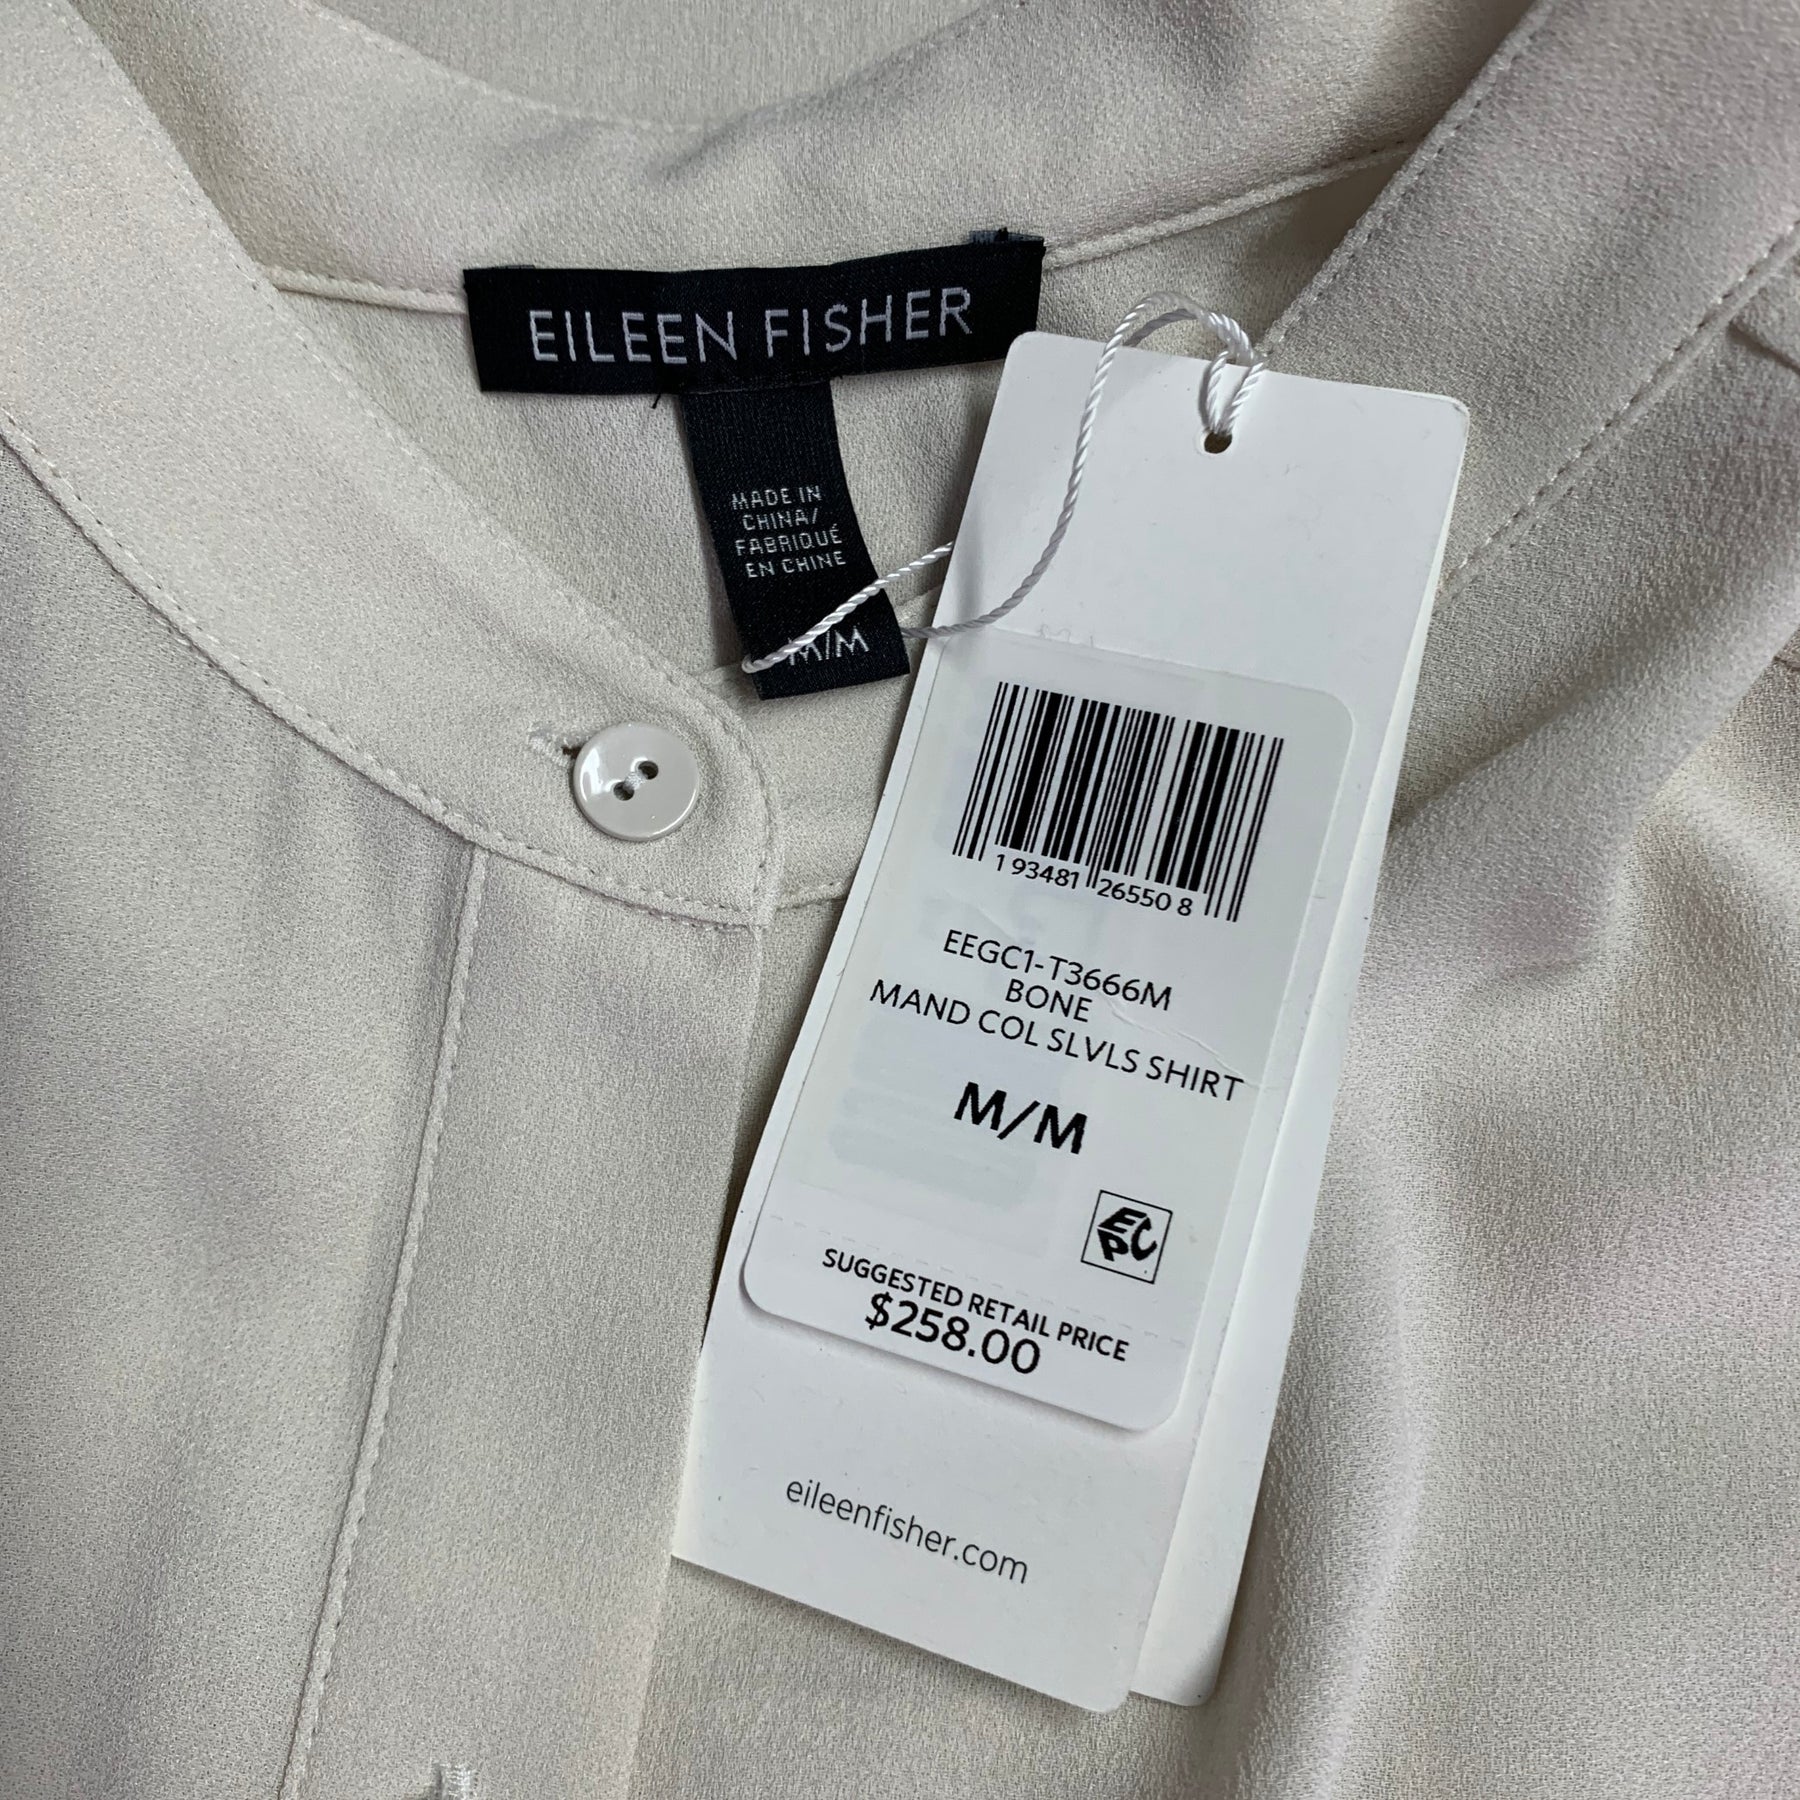 EILEEN FISHER
MADE IN
CHINA/
FABRIQUÉ
EN CHINE
M/M
1 93481 26550 8
EEGC1-T3666M
BONE
MAND COL SLVLS SHIRT
M/M
EPC
SUGGESTED RETAIL PRICE
$258.00
eileenfisher.com